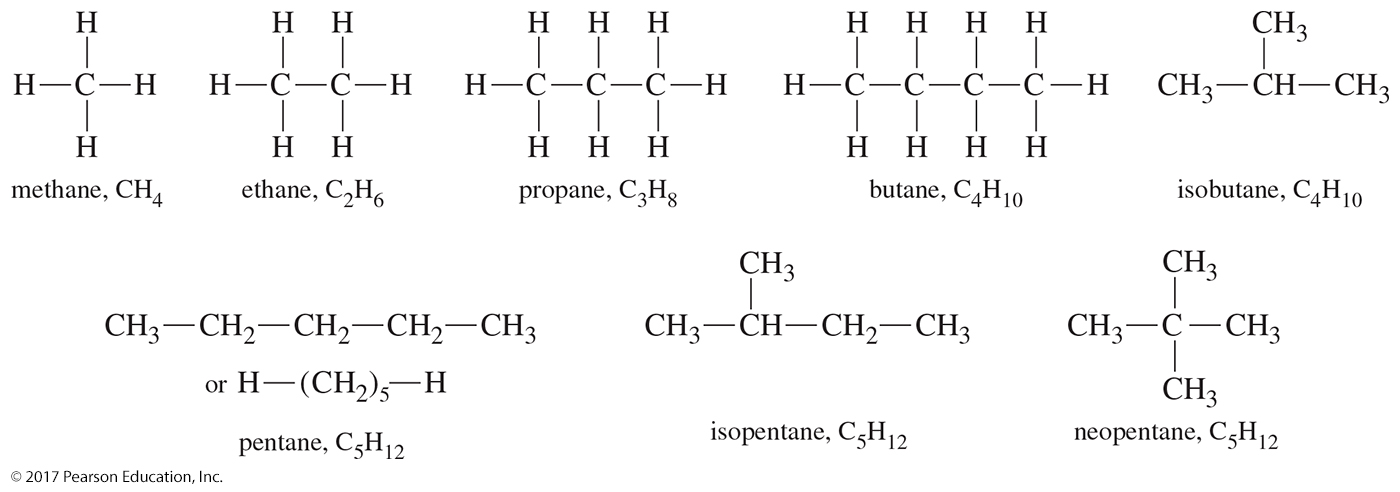 H H H H H H H H H H CH₃
H—C—H H—C—C—H H—C—C—C—H H—C—C—C—C—H CH₃—CH—CH₃
H H H H H H H H H H
methane, CH₄ ethane, C₂H₆ propane, C₃H₈ butane, C₄H₁₀ isobutane, C₄H₁₀
CH₃ CH₃
CH₃—CH₂—CH₂—CH₂—CH₃ CH₃—CH—CH₂—CH₃ CH₃—C—CH₃
or H—(CH₂)₅—H CH₃
pentane, C₅H₁₂ isopentane, C₅H₁₂ neopentane, C₅H₁₂
© 2017 Pearson Education, Inc.